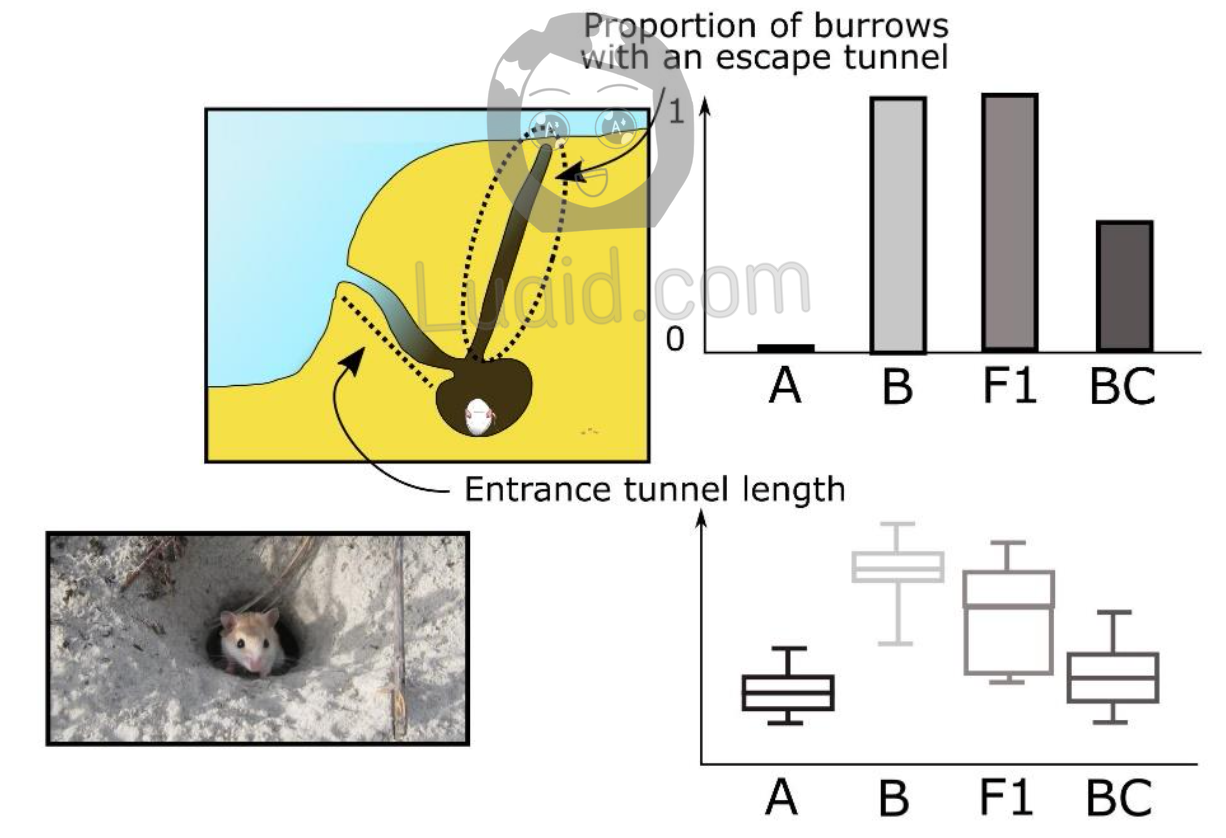 Proportion of burrows
with an escape tunnel
1
0
A B F1 BC
Luaid.com
Entrance tunnel length
A B F1 BC